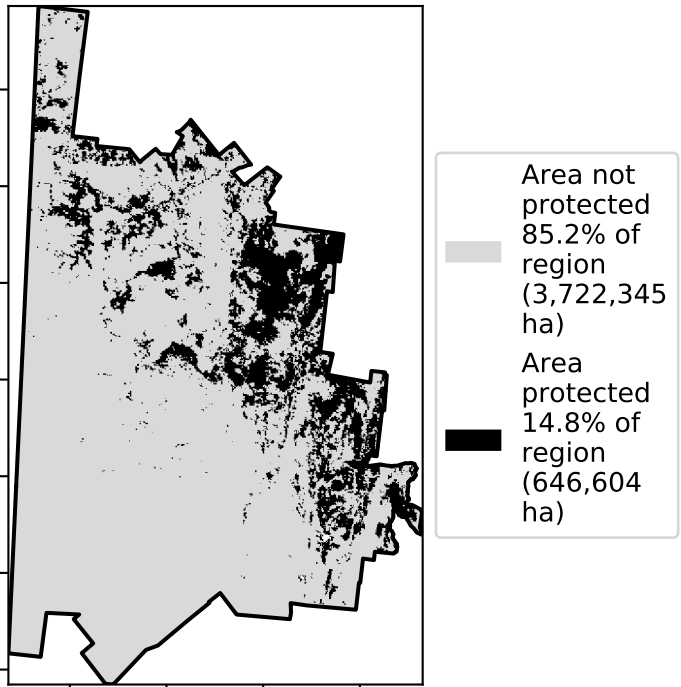 Area not
protected
85.2% of
region
(3,722,345
ha)
Area
protected
14.8% of
region
(646,604
ha)